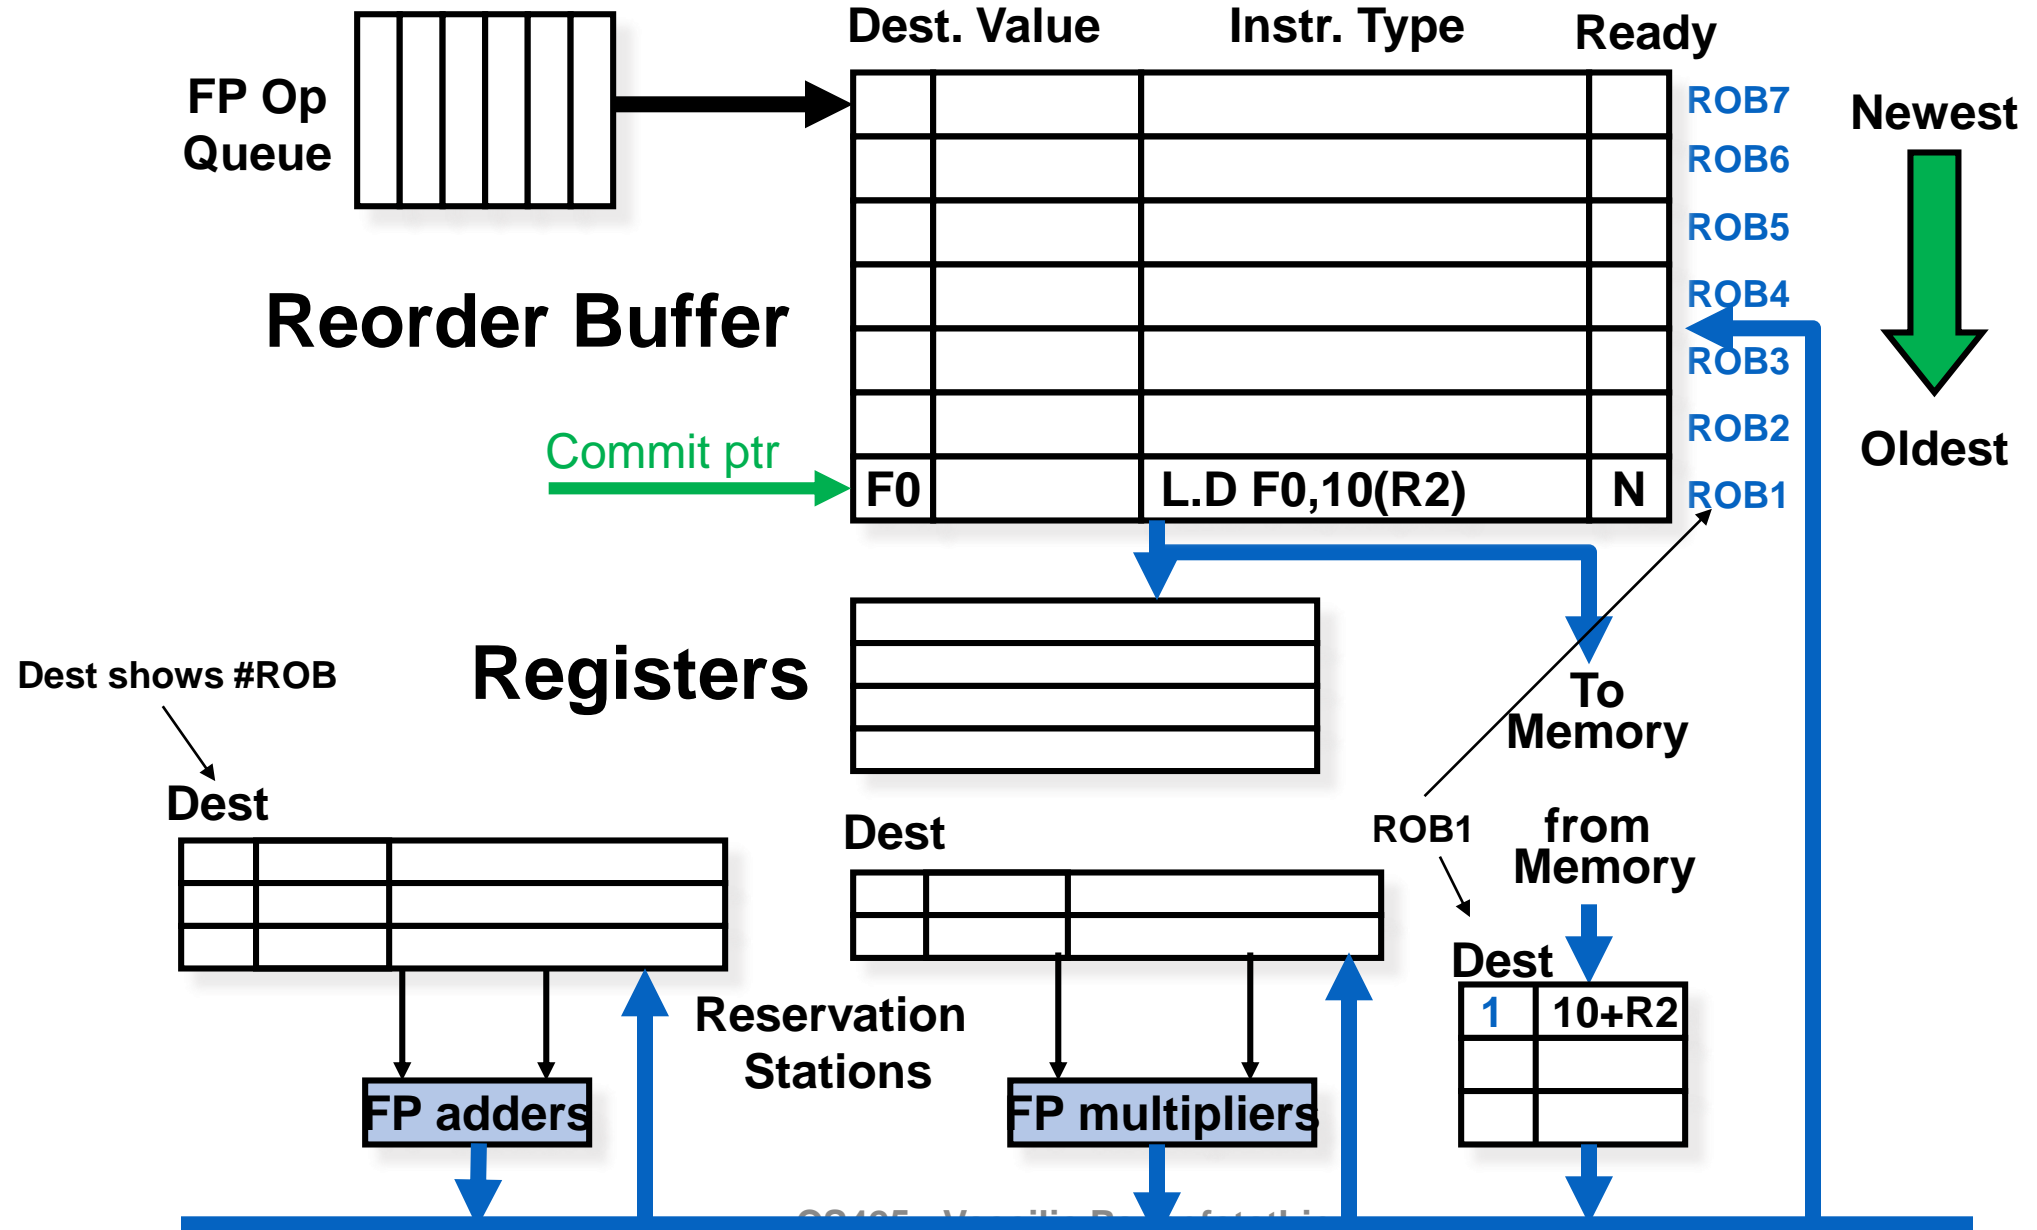 Dest. Value
Instr. Type
Ready
FP Op
Queue
ROB7
Newest
ROB6
ROB5
Reorder Buffer
ROB4
ROB3
Commit ptr
ROB2
Oldest
F0
L.D F0,10(R2)
N
ROB1
Registers
Dest shows #ROB
To
Memory
Dest
Dest
ROB1
from
Memory
Dest
1
10+R2
Reservation
Stations
FP adders
FP multipliers